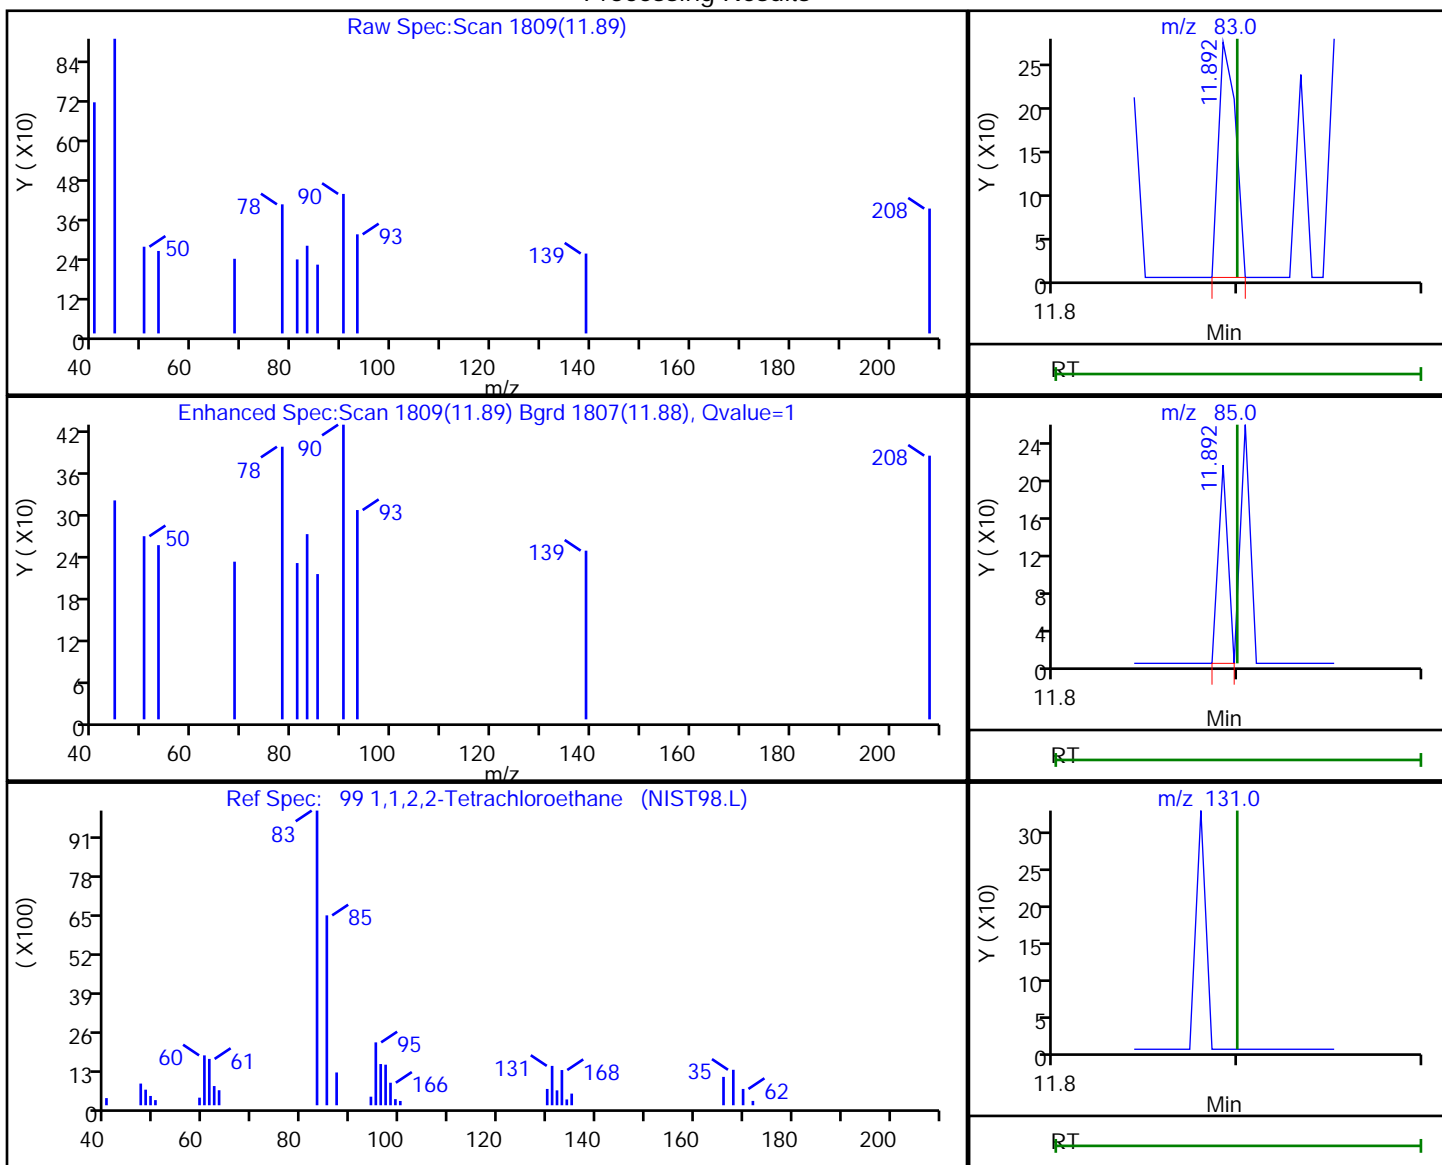 Processing Results
Raw Spec:Scan 1809(11.89)
Y ( X10)
84
72
60
48
36
24
12
0
50
78
90
93
139
208
40 60 80 100 120 140 160 180 200
m/z
m/z 83.0
Y ( X10)
25
20
15
10
5
0
11.892
11.8
Min
RT
Enhanced Spec:Scan 1809(11.89) Bgrd 1807(11.88), Qvalue=1
Y ( X10)
42
36
30
24
18
12
6
0
50
78
90
93
139
208
40 60 80 100 120 140 160 180 200
m/z
m/z 85.0
Y ( X10)
24
20
16
12
8
4
0
11.892
11.8
Min
RT
Ref Spec: 99 1,1,2,2-Tetrachloroethane (NIST98.L)
( X100)
91
78
65
52
39
26
13
0
60
61
83
85
95
166
131
168
35
62
40 60 80 100 120 140 160 180 200
m/z 131.0
Y ( X10)
30
25
20
15
10
5
0
11.8
Min
RT